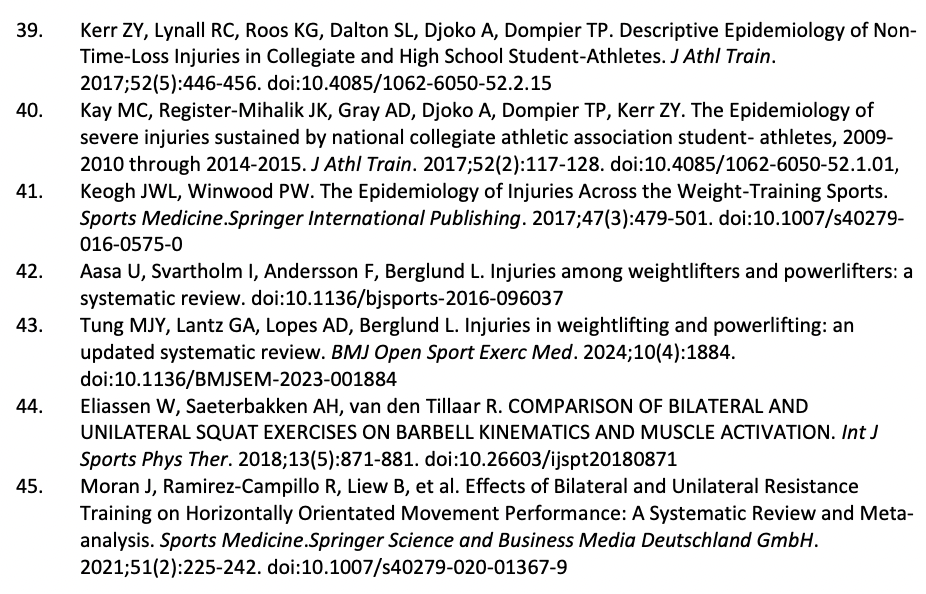 39. Kerr ZY, Lynall RC, Roos KG, Dalton SL, Djoko A, Dompier TP. Descriptive Epidemiology of Non-
Time-Loss Injuries in Collegiate and High School Student-Athletes. J Athl Train.
2017;52(5):446-456. doi:10.4085/1062-6050-52.2.15
40. Kay MC, Register-Mihalik JK, Gray AD, Djoko A, Dompier TP, Kerr ZY. The Epidemiology of
severe injuries sustained by national collegiate athletic association student- athletes, 2009-
2010 through 2014-2015. J Athl Train. 2017;52(2):117-128. doi:10.4085/1062-6050-52.1.01,
41. Keogh JWL, Winwood PW. The Epidemiology of Injuries Across the Weight-Training Sports.
Sports Medicine.Springer International Publishing. 2017;47(3):479-501. doi:10.1007/s40279-
016-0575-0
42. Aasa U, Svartholm I, Andersson F, Berglund L. Injuries among weightlifters and powerlifters: a
systematic review. doi:10.1136/bjsports-2016-096037
43. Tung MJY, Lantz GA, Lopes AD, Berglund L. Injuries in weightlifting and powerlifting: an
updated systematic review. BMJ Open Sport Exerc Med. 2024;10(4):1884.
doi:10.1136/BMJSEM-2023-001884
44. Eliassen W, Saeterbakken AH, van den Tillaar R. COMPARISON OF BILATERAL AND
UNILATERAL SQUAT EXERCISES ON BARBELL KINEMATICS AND MUSCLE ACTIVATION. Int J
Sports Phys Ther. 2018;13(5):871-881. doi:10.26603/ijspt20180871
45. Moran J, Ramirez-Campillo R, Liew B, et al. Effects of Bilateral and Unilateral Resistance
Training on Horizontally Orientated Movement Performance: A Systematic Review and Meta-
analysis. Sports Medicine.Springer Science and Business Media Deutschland GmbH.
2021;51(2):225-242. doi:10.1007/s40279-020-01367-9